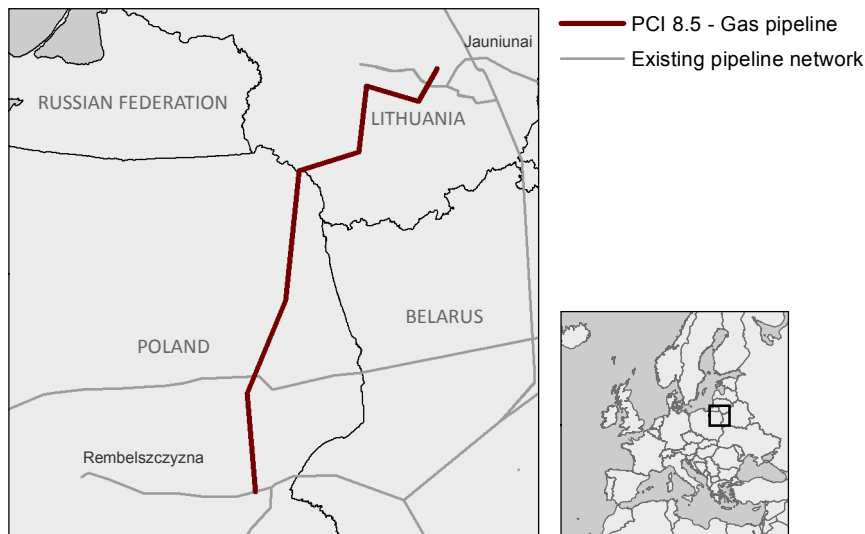 Jauniunai
PCI 8.5 - Gas pipeline
Existing pipeline network
RUSSIAN FEDERATION
LITHUANIA
BELARUS
POLAND
Rembelszczyzna